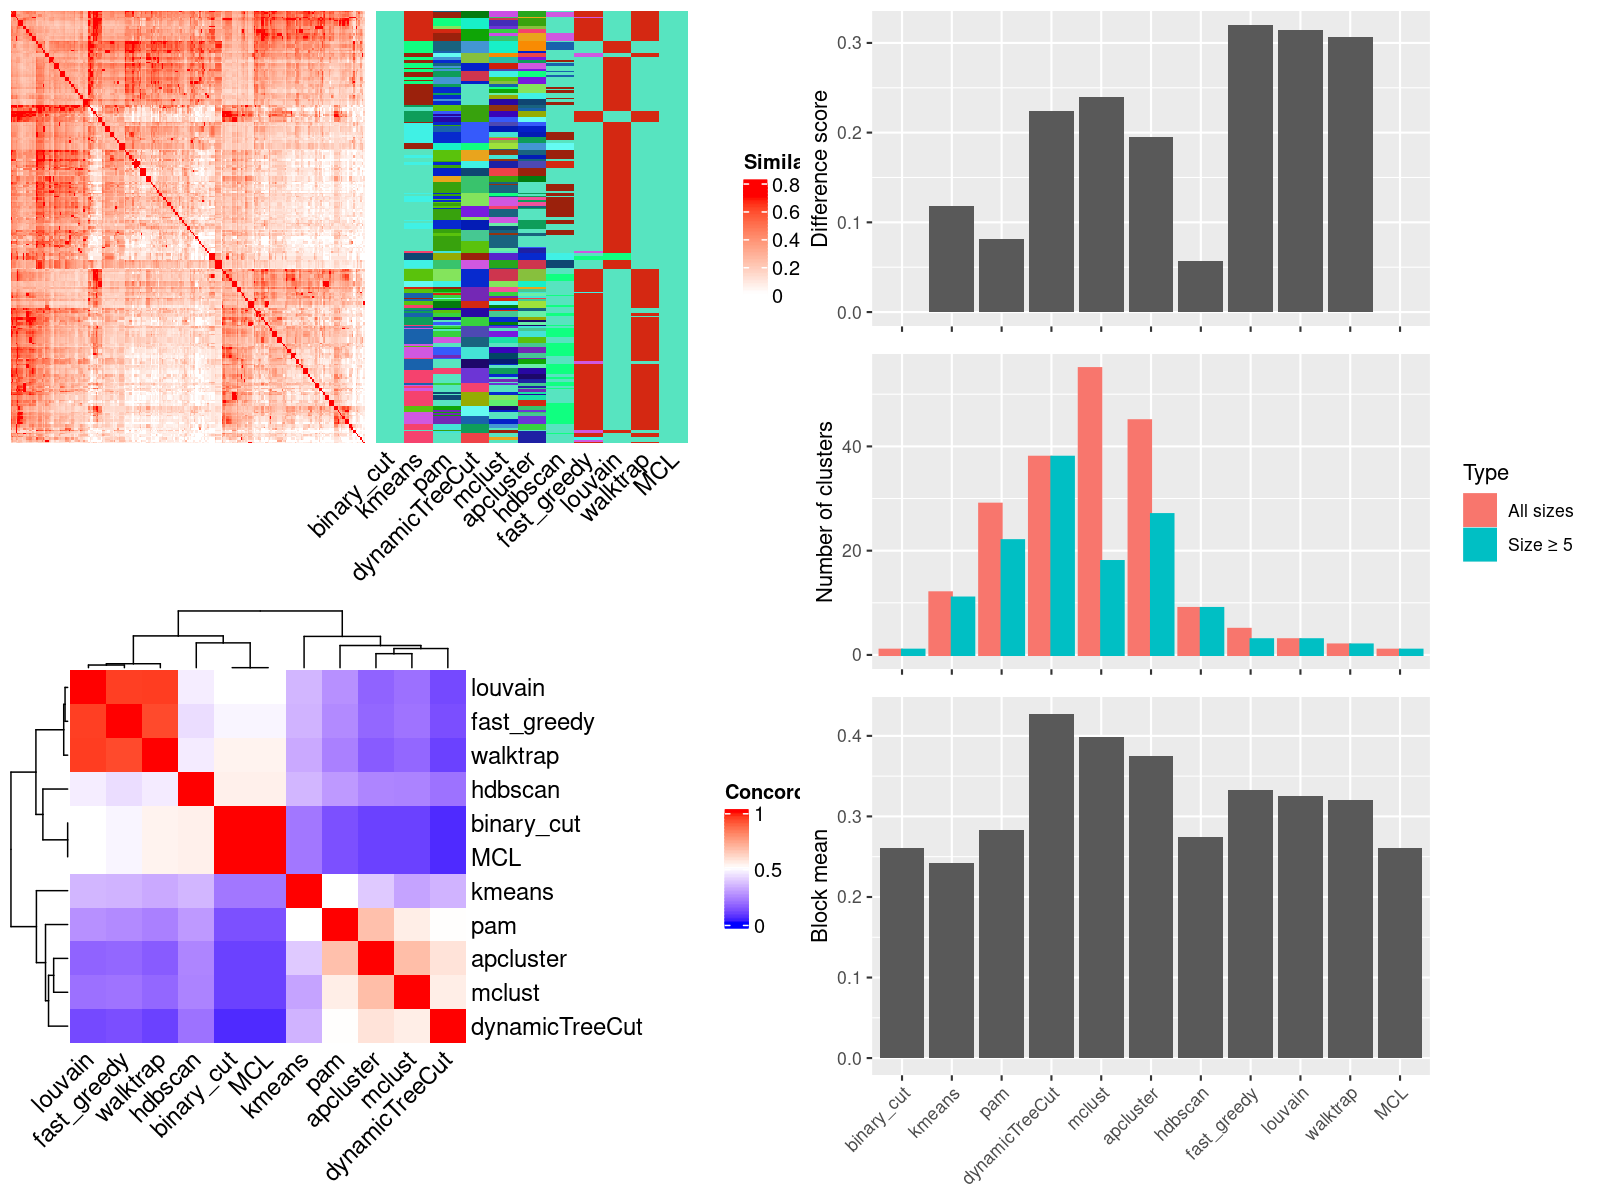 Simila
0.8
0.6
0.4
0.2
0
binary_cut
kmeans
pam
dynamicTreeCut
mclust
apcluster
hdbscan
fast_greedy
louvain
walktrap
MCL
louvain
fast_greedy
walktrap
hdbscan
binary_cut
MCL
kmeans
pam
apcluster
mclust
dynamicTreeCut
louvain
fast_greedy
walktrap
hdbscan
binary_cut
MCL
kmeans
pam
apcluster
mclust
dynamicTreeCut
Concord
1
0.5
0
Difference score
0.3
0.2
0.1
0.0
Number of clusters
40
20
0
Type
All sizes
Size ≥ 5
Block mean
0.4
0.3
0.2
0.1
0.0
binary_cut
kmeans
pam
dynamicTreeCut
mclust
apcluster
hdbscan
fast_greedy
louvain
walktrap
MCL